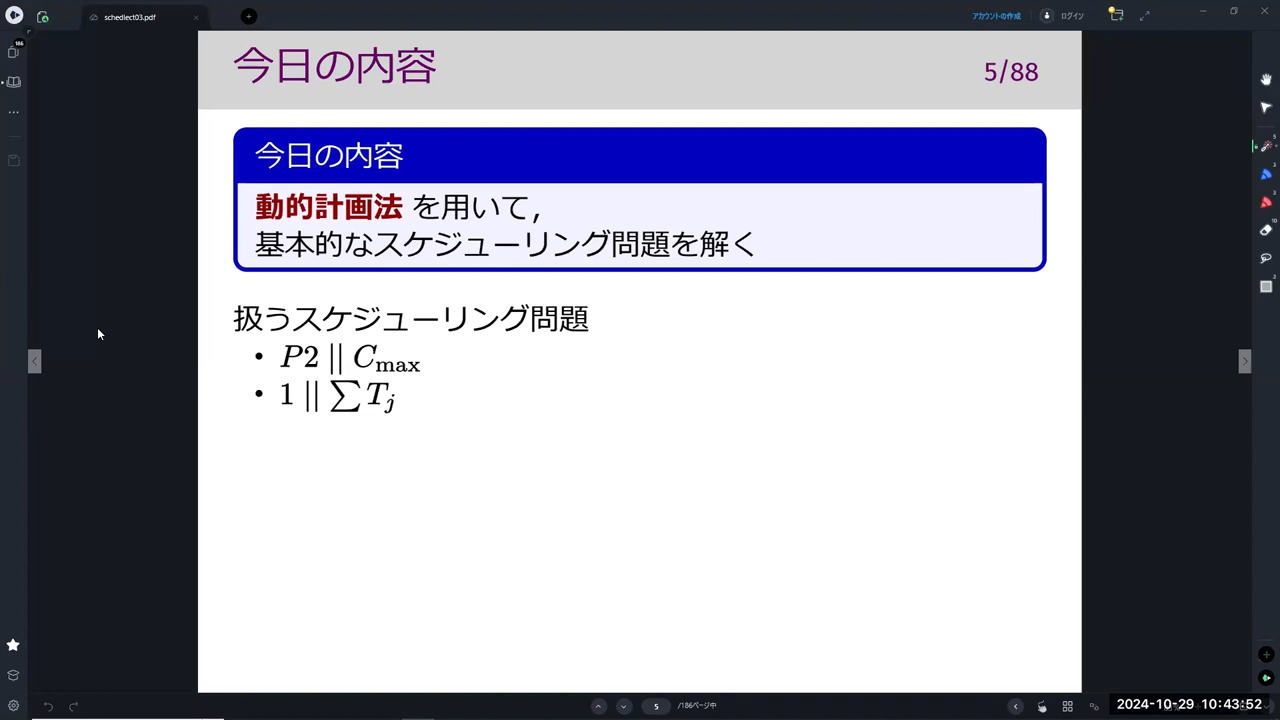 schedlect03.pdf
アカウントの作成
ログイン
186
今日の内容
5/88
今日の内容
動的計画法 を用いて,
基本的なスケジューリング問題を解く
扱うスケジューリング問題
• P2 || Cmax
• 1 || ∑ Tj
5 /186ページ中
2024-10-29 10:43:52